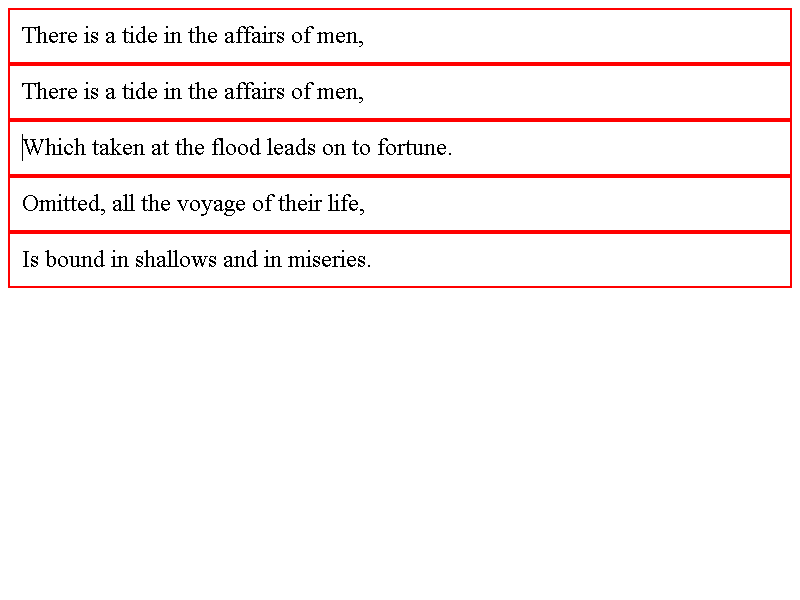 There is a tide in the affairs of men,
There is a tide in the affairs of men,
Which taken at the flood leads on to fortune.
Omitted, all the voyage of their life,
Is bound in shallows and in miseries.